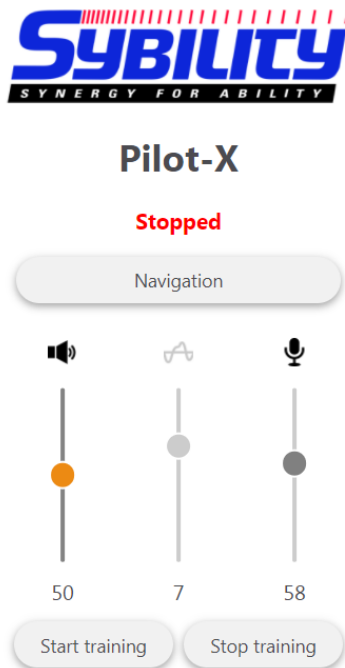 SYBILITY
SYNERGY FOR ABILITY
Pilot-X
Stopped
Navigation
50 7 58
Start training Stop training